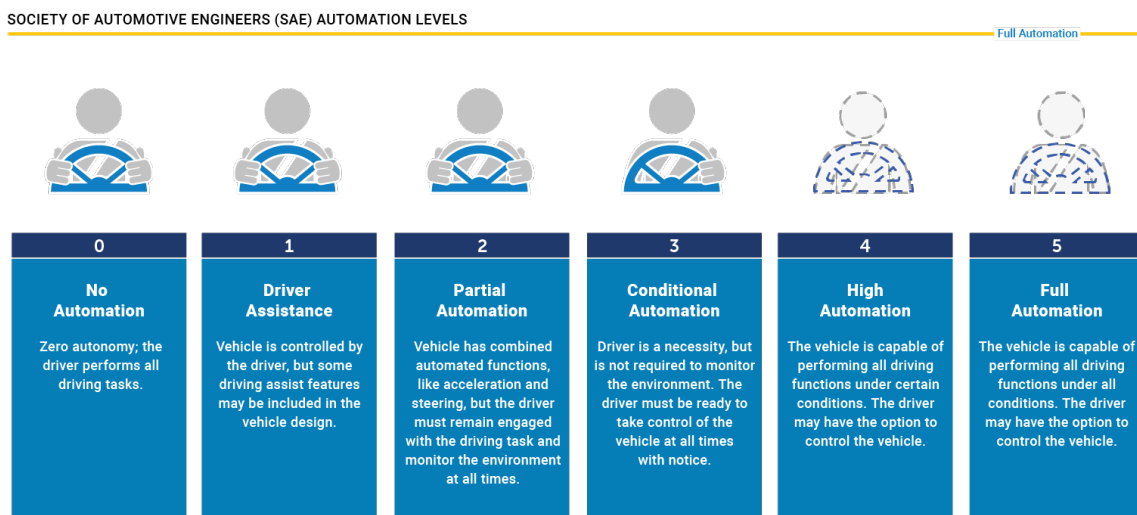 SOCIETY OF AUTOMOTIVE ENGINEERS (SAE) AUTOMATION LEVELS
Full Automation
0
No
Automation
Zero autonomy; the
driver performs all
driving tasks.
1
Driver
Assistance
Vehicle is controlled by
the driver, but some
driving assist features
may be included in the
vehicle design.
2
Partial
Automation
Vehicle has combined
automated functions,
like acceleration and
steering, but the driver
must remain engaged
with the driving task and
monitor the environment
at all times.
3
Conditional
Automation
Driver is a necessity, but
is not required to monitor
the environment. The
driver must be ready to
take control of the
vehicle at all times
with notice.
4
High
Automation
The vehicle is capable of
performing all driving
functions under certain
conditions. The driver
may have the option to
control the vehicle.
5
Full
Automation
The vehicle is capable of
performing all driving
functions under all
conditions. The driver
may have the option to
control the vehicle.